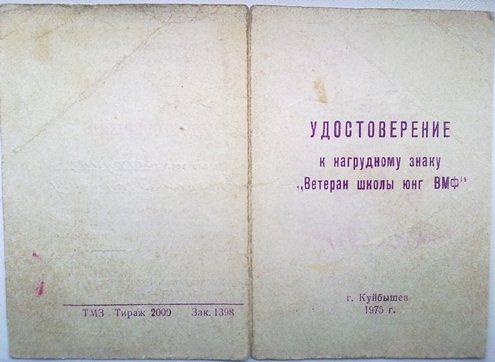 ТМЗ Тираж 2000 Зак. 1398
УДОСТОВЕРЕНИЕ
к нагрудному знаку
„Ветеран школы юнг ВМФ“
г. Куйбышев
1975 г.